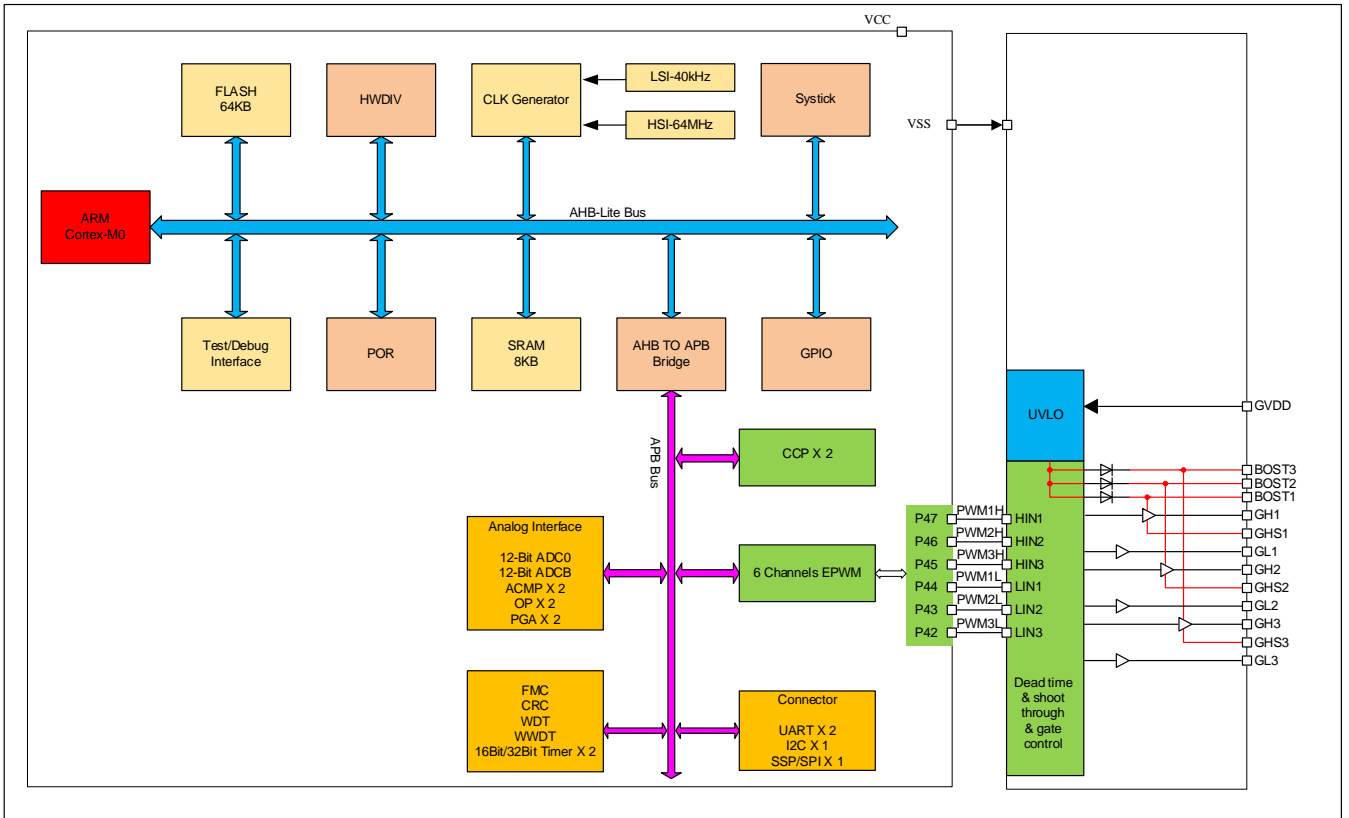 VCC
FLASH
64KB
HWDIV
CLK Generator
LSI-40kHz
HSI-64MHz
Systick
VSS
ARM
Cortex-M0
AHB-Lite Bus
Test/Debug
Interface
POR
SRAM
8KB
AHB TO APB
Bridge
GPIO
APB Bus
CCP X 2
Analog Interface
12-Bit ADC0
12-Bit ADCB
ACMP X 2
OP X 2
PGA X 2
6 Channels EPWM
FMC
CRC
WDT
WWDT
16Bit/32Bit Timer X 2
Connector
UART X 2
I2C X 1
SSP/SPI X 1
P47
P46
P45
P44
P43
P42
PWM1H
PWM2H
PWM3H
PWM1L
PWM2L
PWM3L
UVLO
HIN1
HIN2
HIN3
LIN1
LIN2
LIN3
Dead time
& shoot
through
& gate
control
GVDD
BOST3
BOST2
BOST1
GH1
GHS1
GL1
GH2
GHS2
GL2
GH3
GHS3
GL3